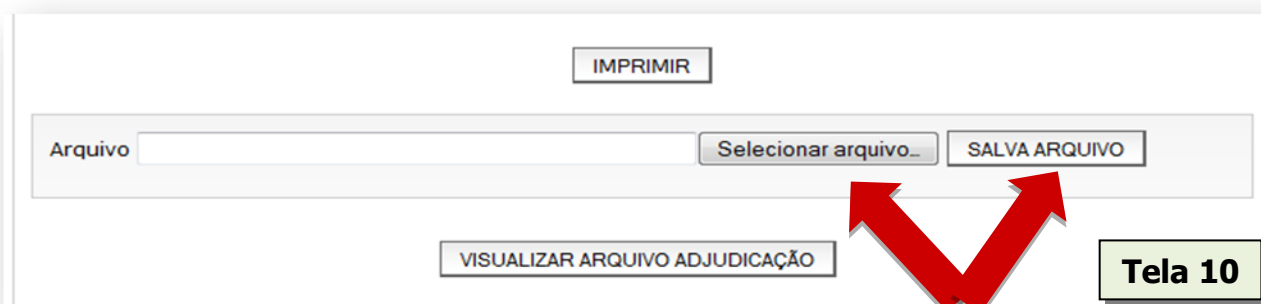 IMPRIMIR
Arquivo Selecionar arquivo... SALVA ARQUIVO
VISUALIZAR ARQUIVO ADJUDICAÇÃO
Tela 10